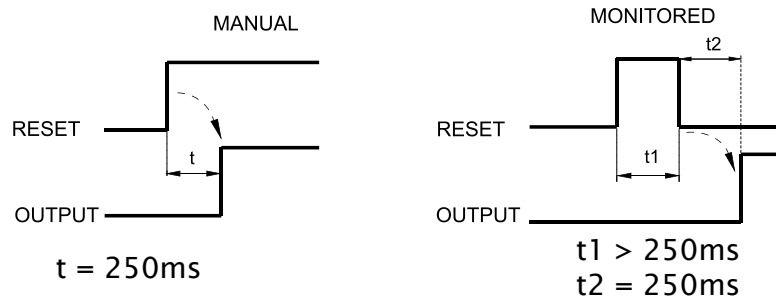 MANUAL
RESET
t
OUTPUT
t = 250ms
MONITORED
t2
RESET
t1
OUTPUT
t1 > 250ms
t2 = 250ms